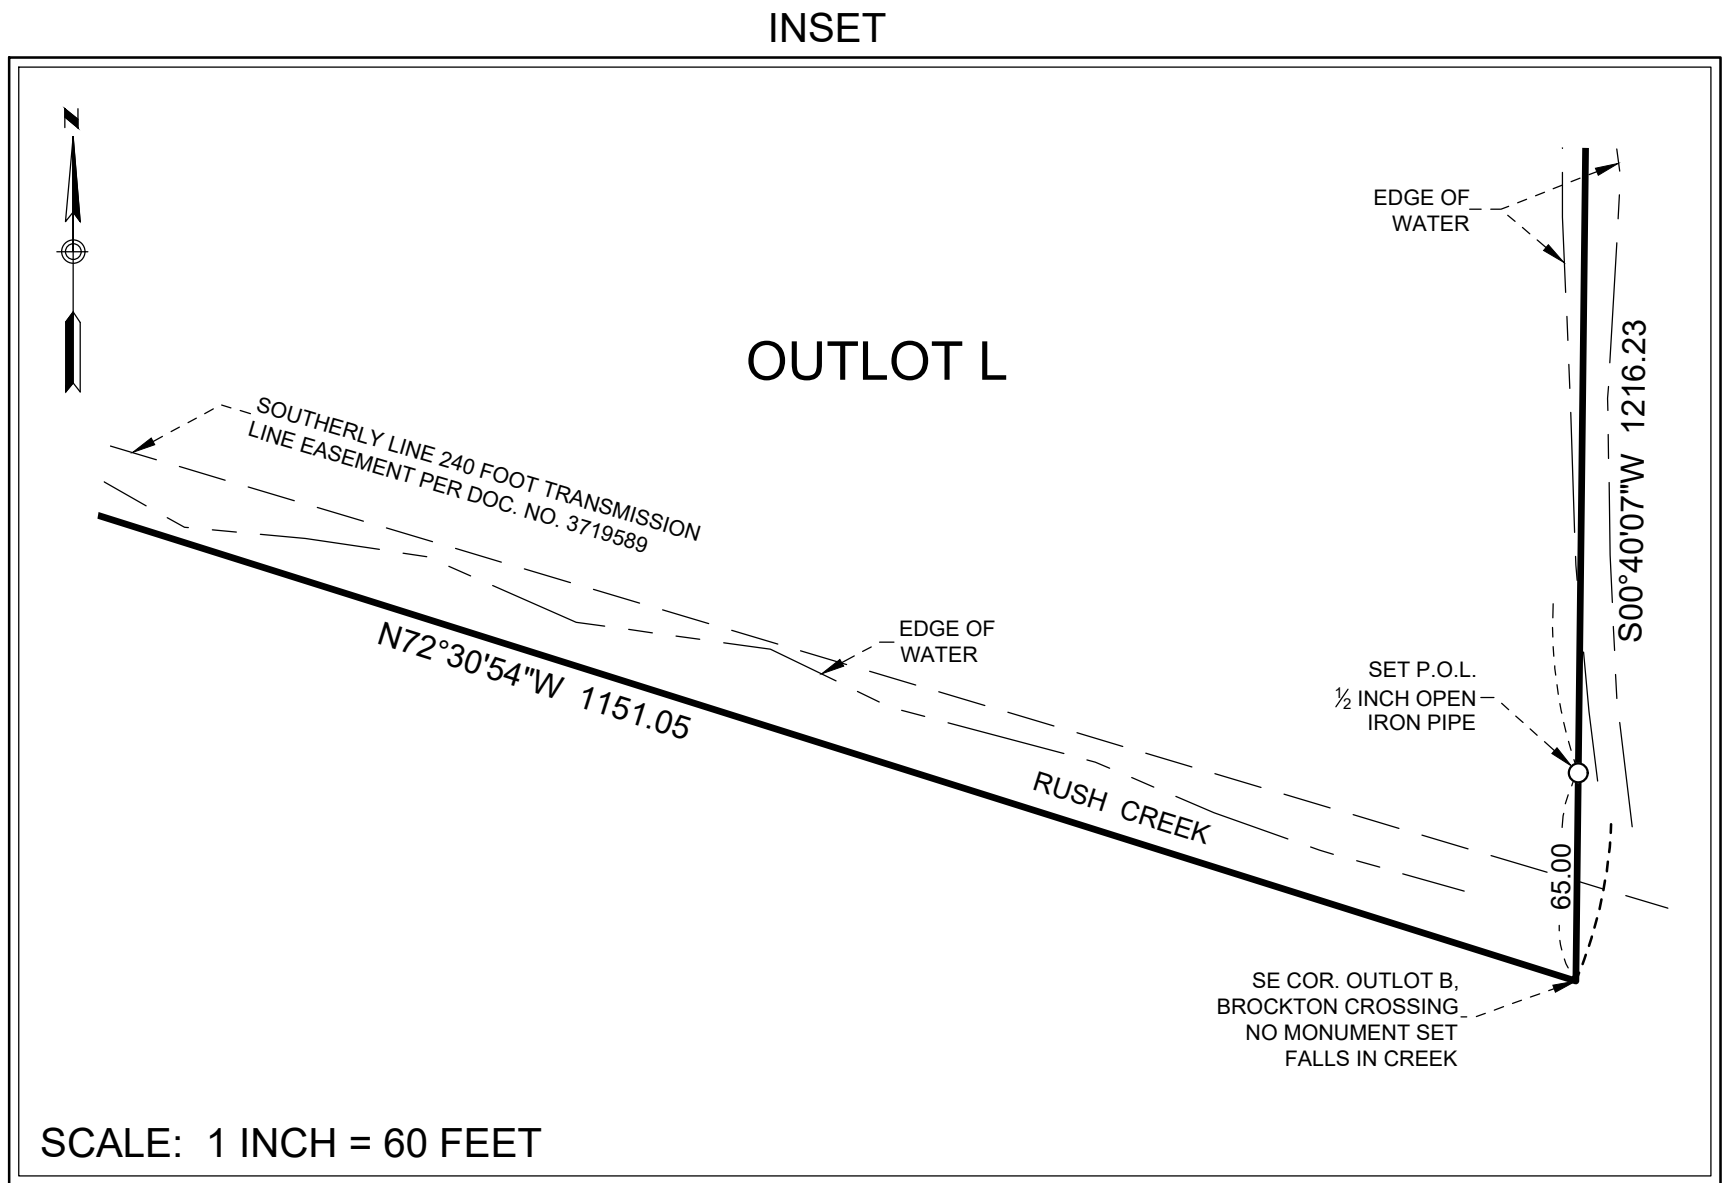 INSET
N
EDGE OF
WATER
OUTLOT L
S00°40'07"W 1216.23
SOUTHERLY LINE 240 FOOT TRANSMISSION
LINE EASEMENT PER DOC. NO. 3719589
N72°30'54"W 1151.05
EDGE OF
WATER
SET P.O.L.
½ INCH OPEN
IRON PIPE
RUSH CREEK
65.00
SE COR. OUTLOT B,
BROCKTON CROSSING
NO MONUMENT SET
FALLS IN CREEK
SCALE: 1 INCH = 60 FEET